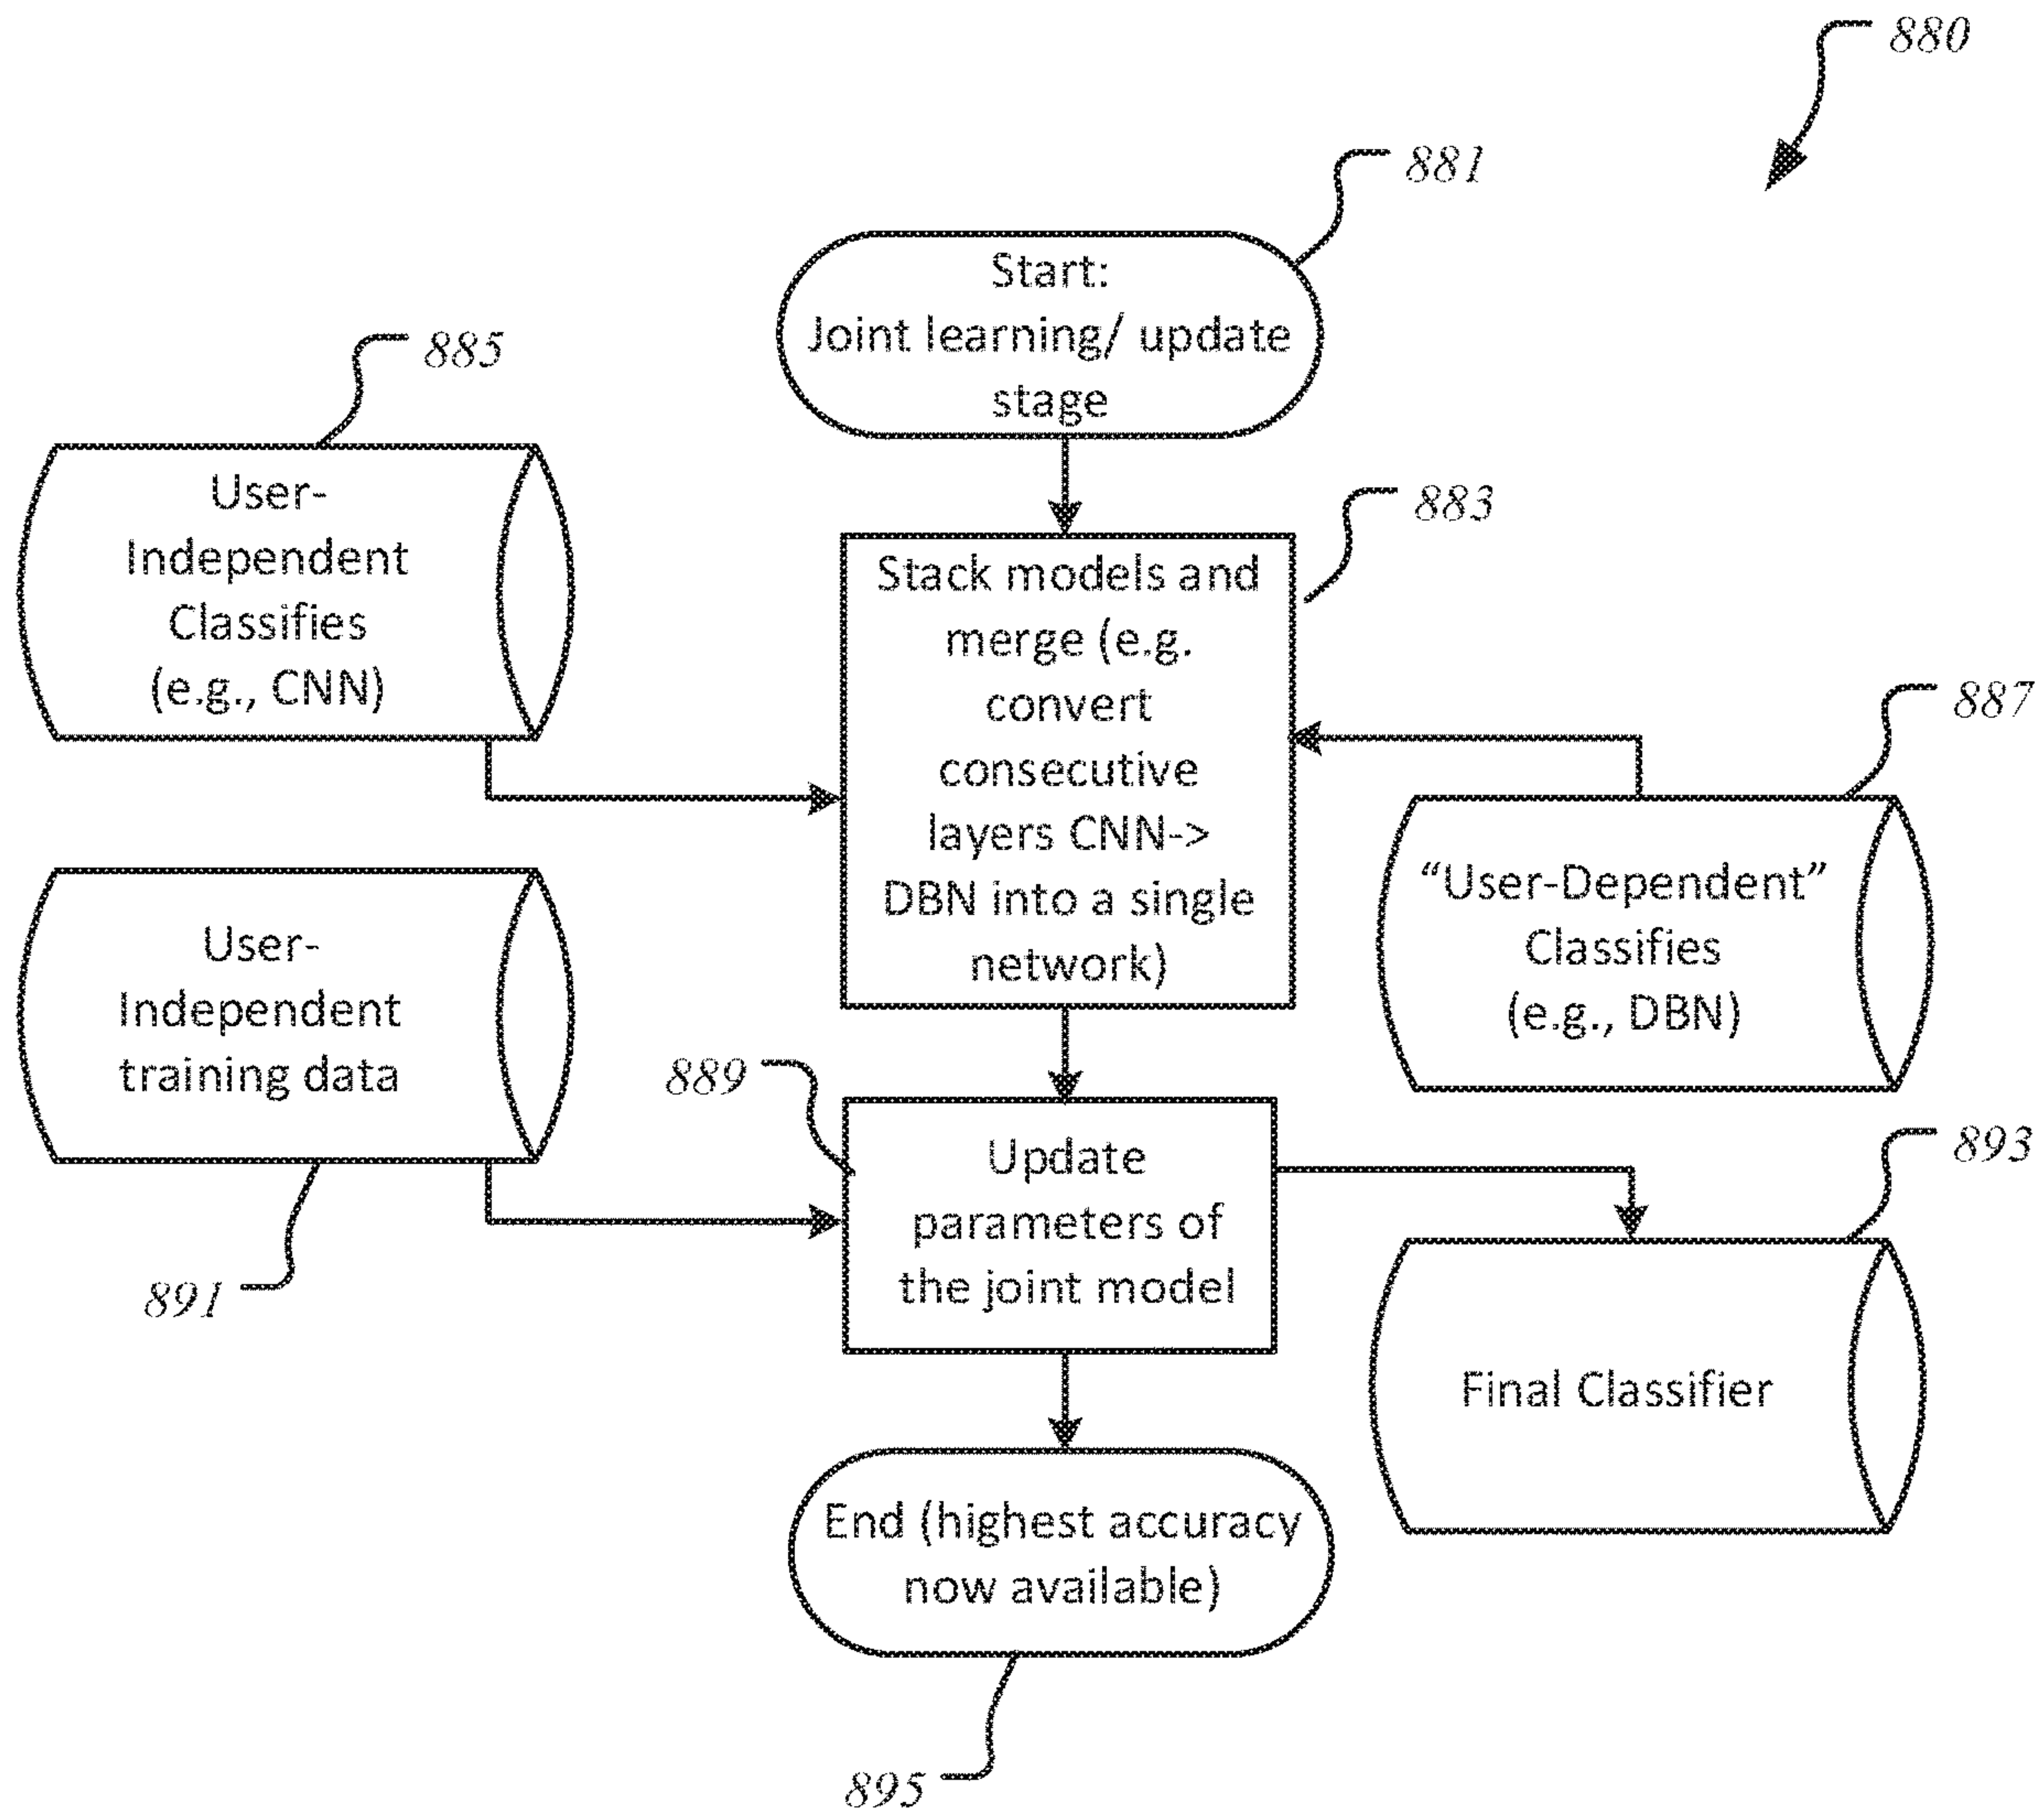 880
881
Start:
Joint learning/ update
stage
885
User-
Independent
Classifies
(e.g., CNN)
883
Stack models and
merge (e.g.
convert
consecutive
layers CNN->
DBN into a single
network)
887
“User-Dependent”
Classifies
(e.g., DBN)
User-
Independent
training data
891
889
Update
parameters of
the joint model
893
Final Classifier
End (highest accuracy
now available)
895